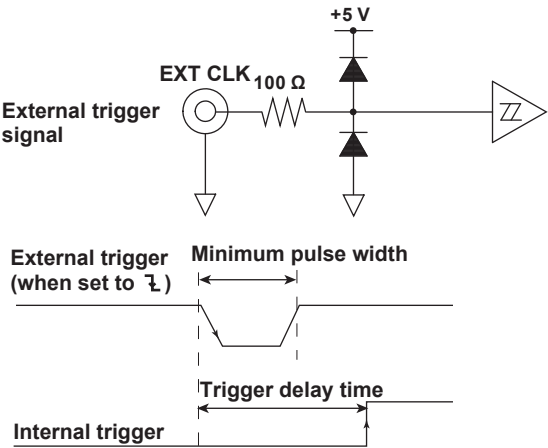 +5 V
EXT CLK
100 Ω
External trigger
signal
External trigger
(when set to )
Minimum pulse width
Trigger delay time
Internal trigger